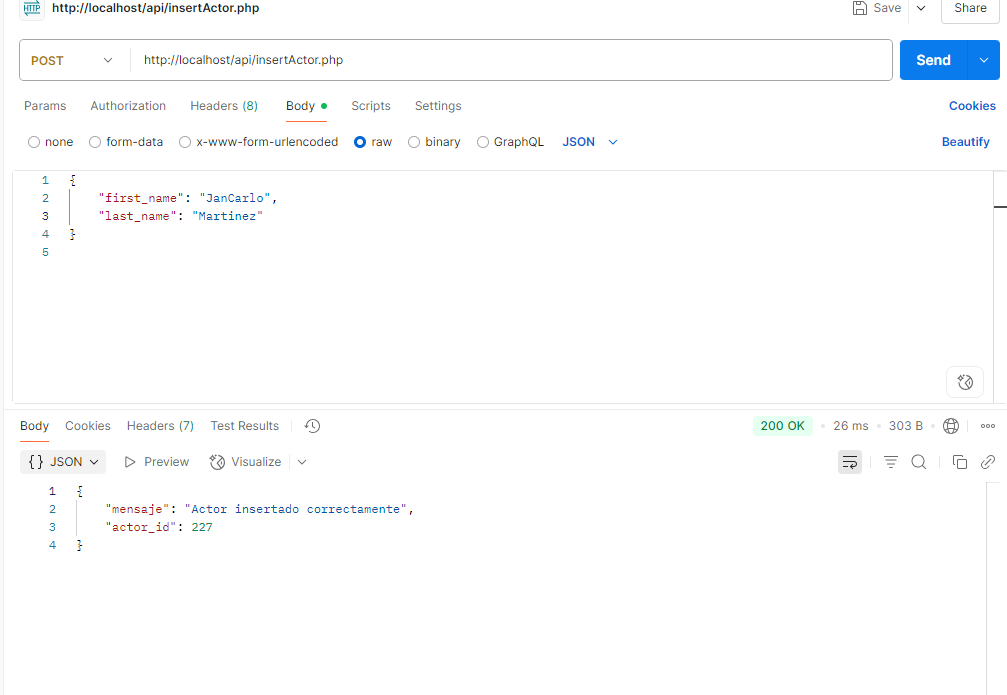 HTTP http://localhost/api/insertActor.php Save Share
POST http://localhost/api/insertActor.php Send
Params Authorization Headers (8) Body Scripts Settings Cookies
none form-data x-www-form-urlencoded raw binary GraphQL JSON Beautify
1 {
2 "first_name": "JanCarlo",
3 "last_name": "Martinez"
4 }
5
Body Cookies Headers (7) Test Results 200 OK 26 ms 303 B
{} JSON Preview Visualize
1 {
2 "mensaje": "Actor insertado correctamente",
3 "actor_id": 227
4 }